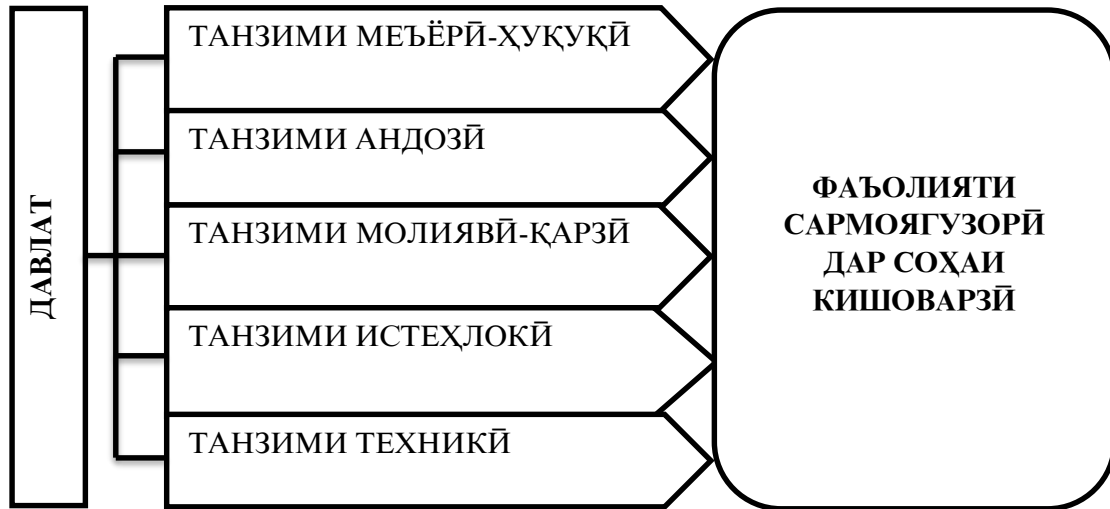 ДАВЛАТ
ТАНЗИМИ МЕЪЁРӢ-ҲУҚУҚӢ
ТАНЗИМИ АНДОЗӢ
ТАНЗИМИ МОЛИЯВӢ-ҚАРЗӢ
ТАНЗИМИ ИСТЕҲЛОКӢ
ТАНЗИМИ ТЕХНИКӢ
ФАЪОЛИЯТИ
САРМОЯГУЗОРӢ
ДАР СОҲАИ
КИШОВАРЗӢ